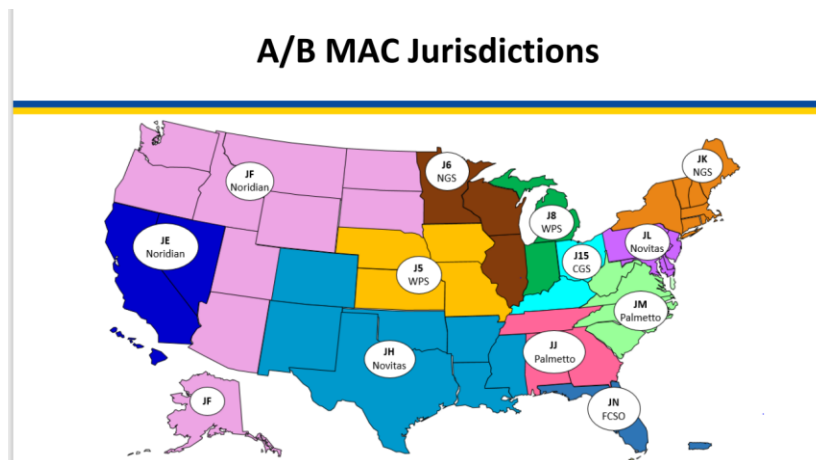 A/B MAC Jurisdictions
JF
Noridian
J6
NGS
JK
NGS
JE
Noridian
J8
WPS
JL
Novitas
J5
WPS
J15
CGS
JM
Palmetto
JH
Novitas
JJ
Palmetto
JF
JN
FCSO